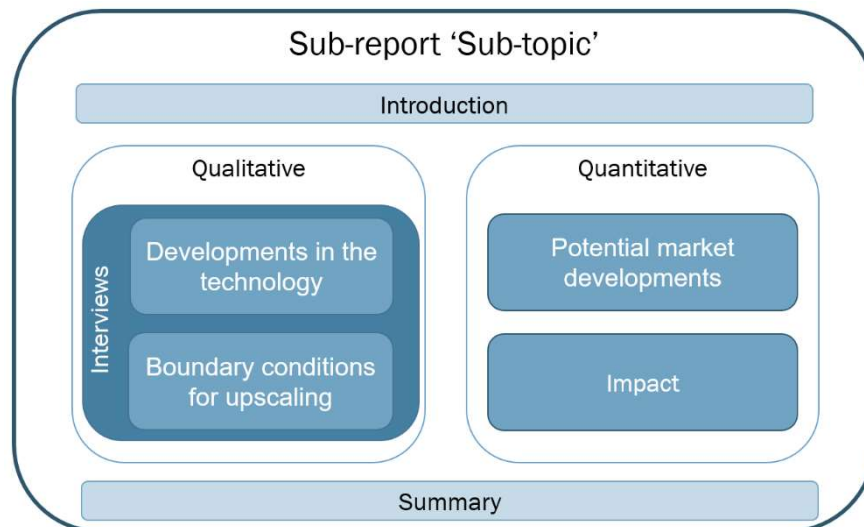 Sub-report ‘Sub-topic’
Introduction
Qualitative
Interviews
Developments in the
technology
Boundary conditions
for upscaling
Quantitative
Potential market
developments
Impact
Summary